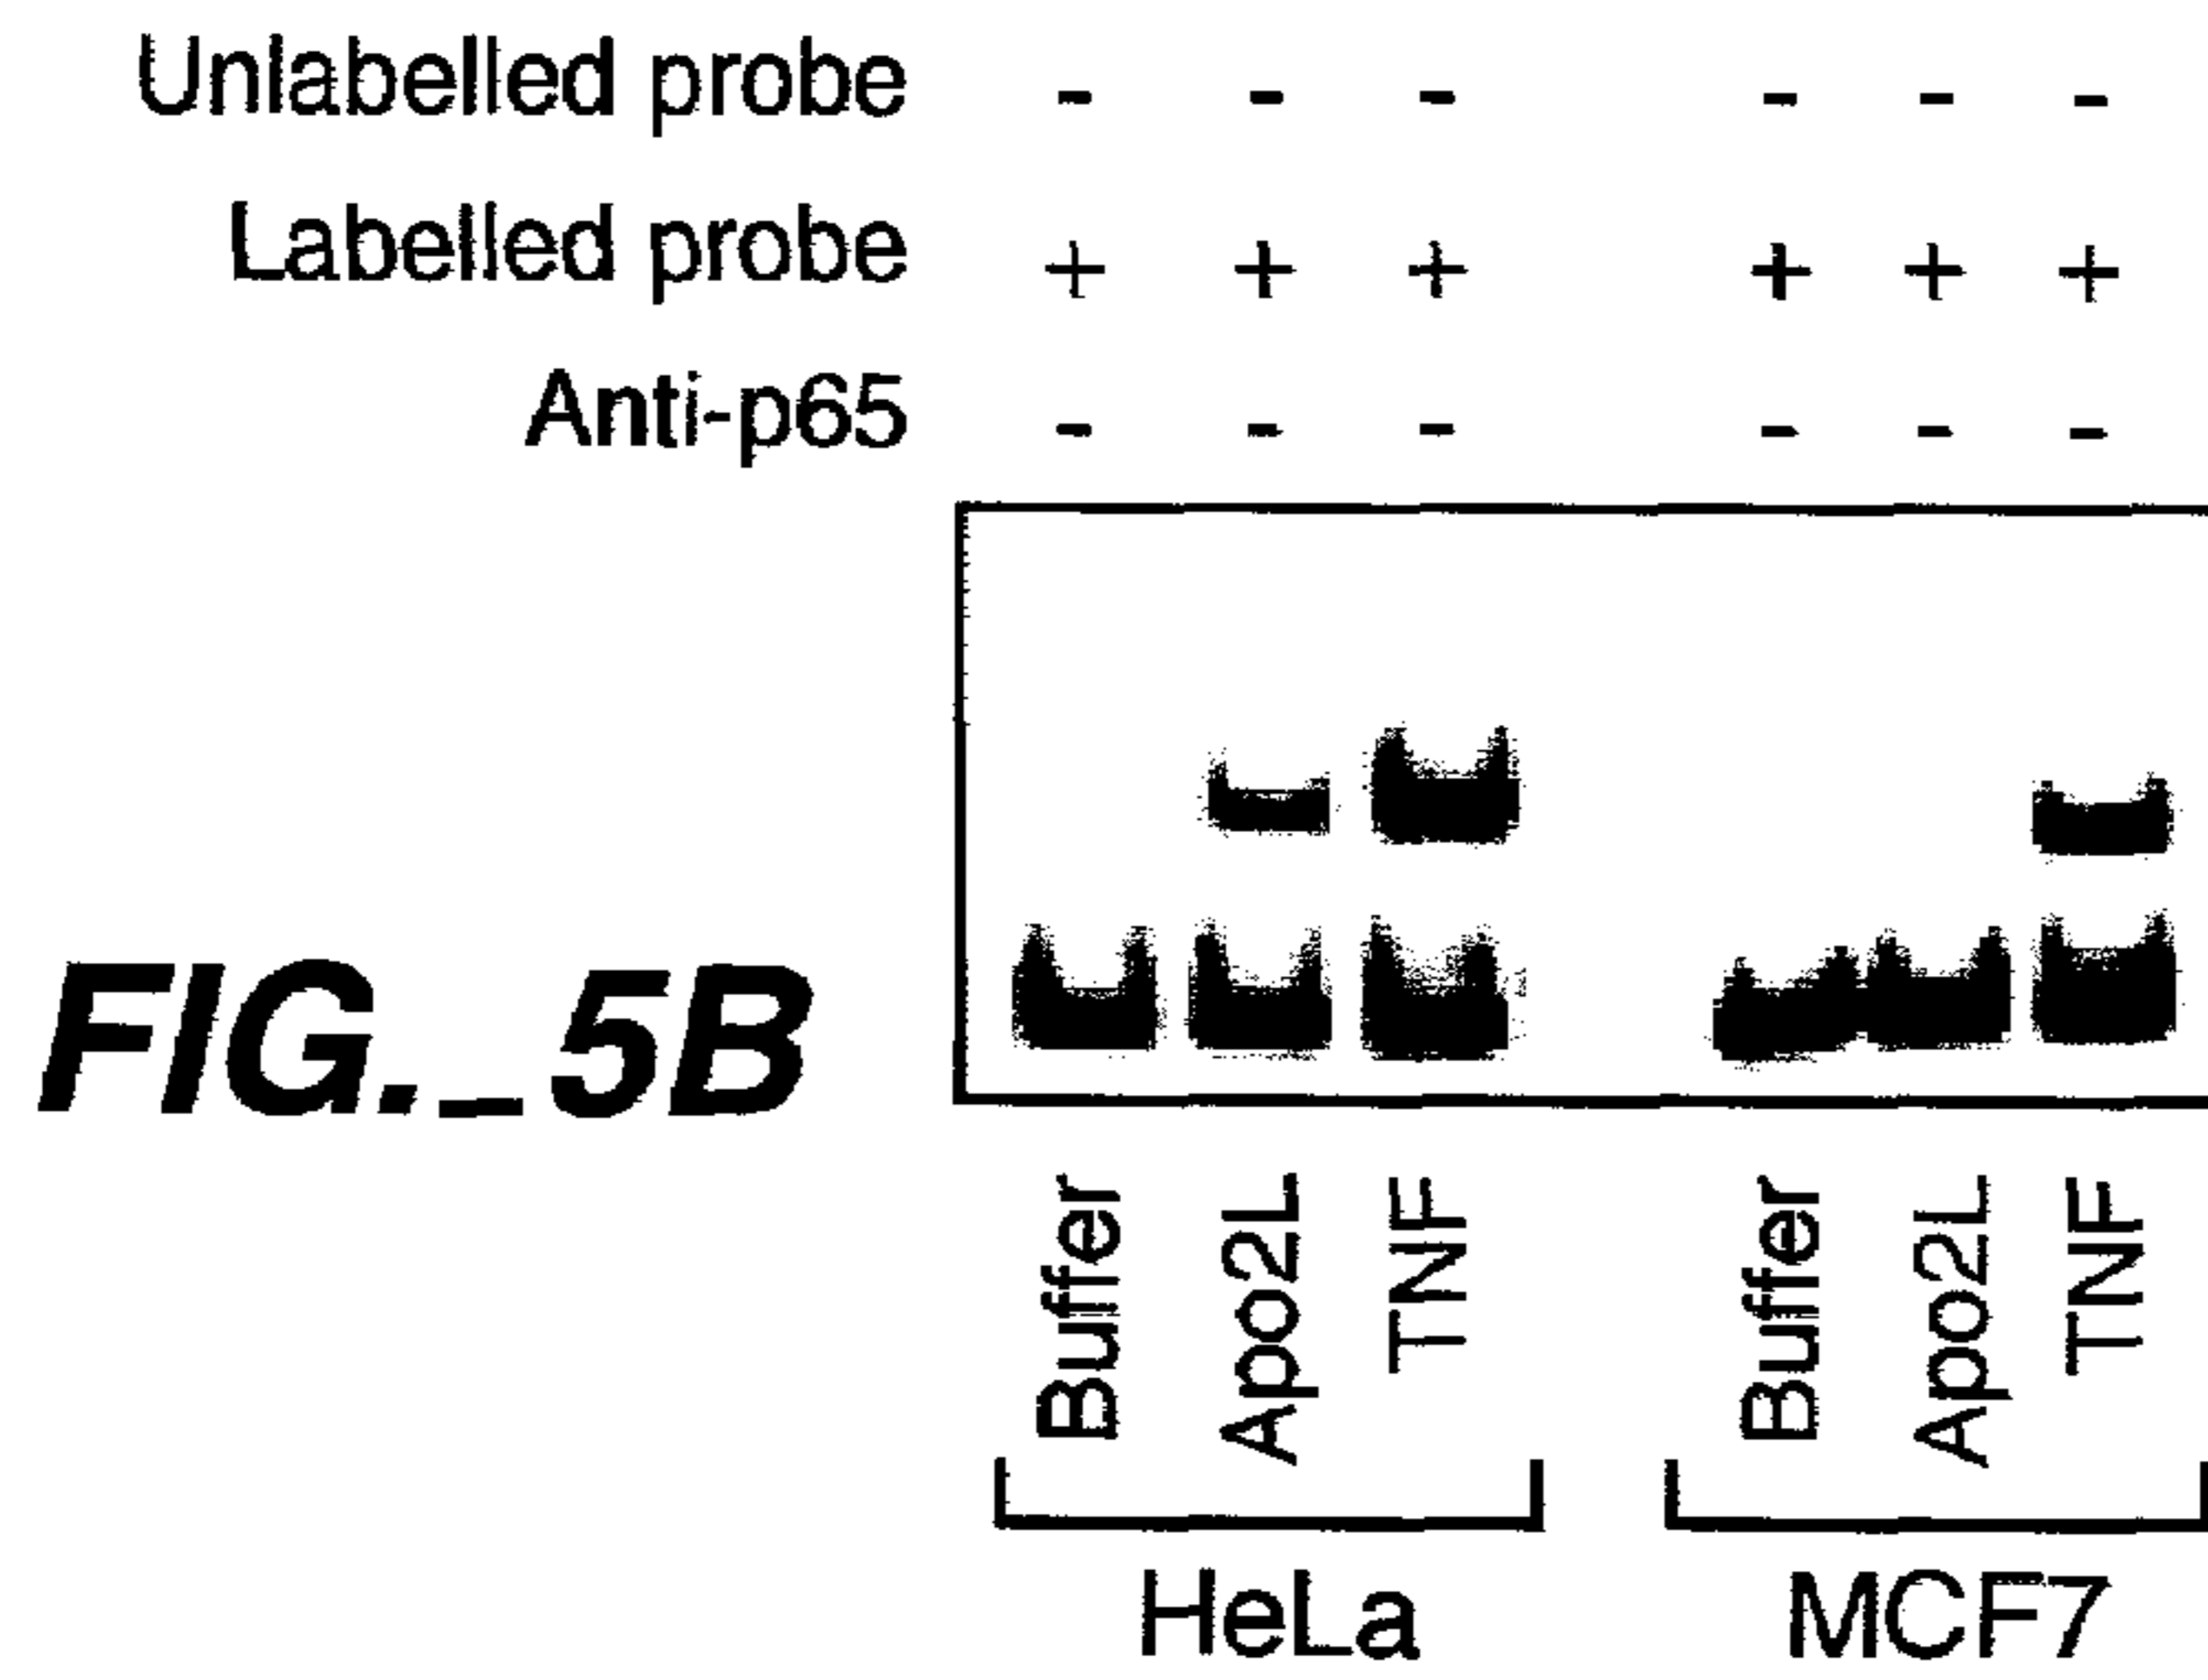 Unlabelled probe - - - - - -
Labelled probe + + + + + +
Anti-p65 - - - - - -
FIG._5B
Buffer Apo2L TNF Buffer Apo2L TNF
HeLa MCF7